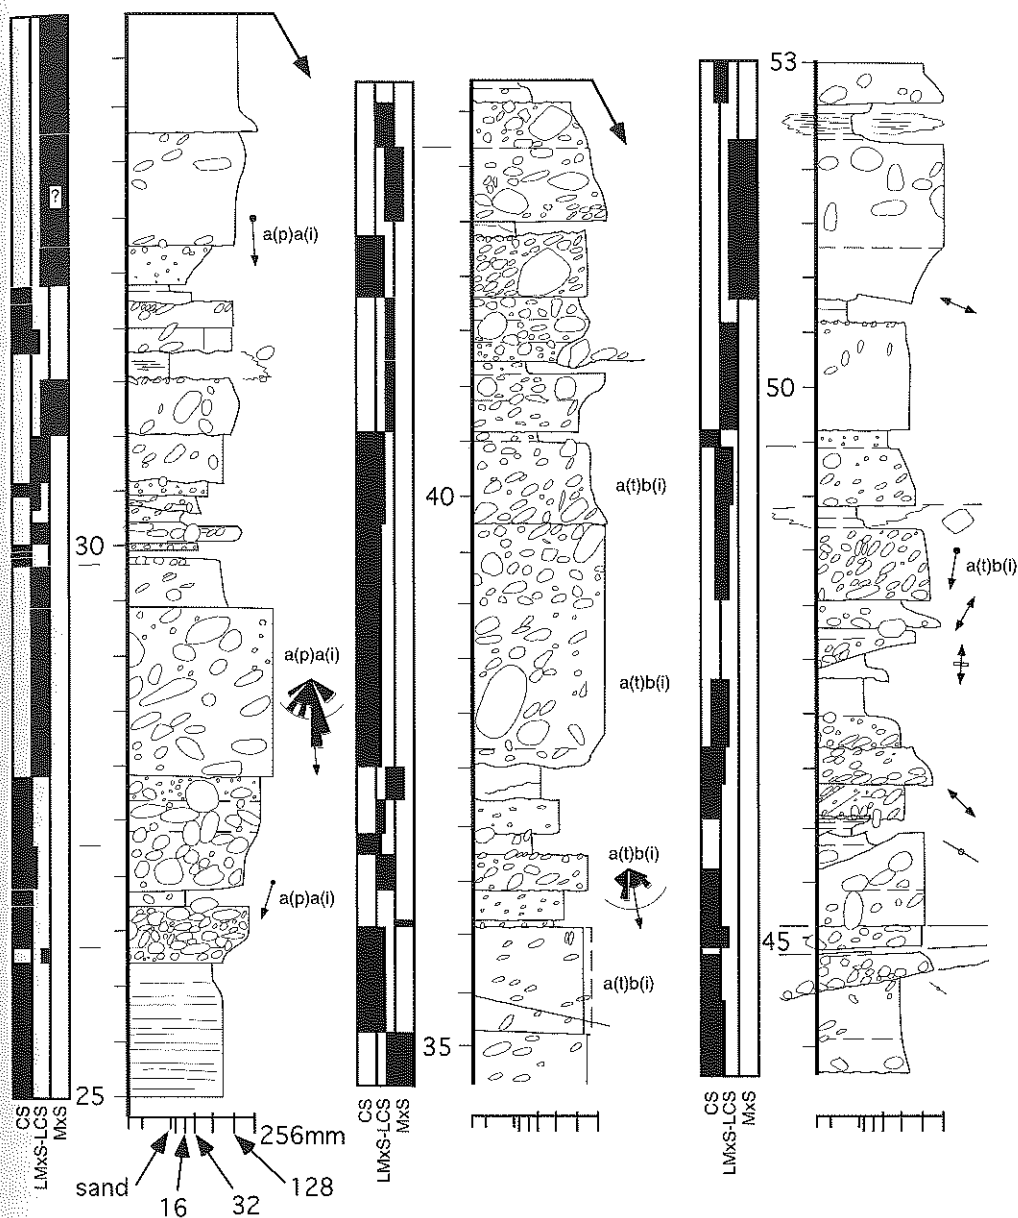 ?
a(p)a(i)
30
a(p)a(i)
a(p)a(i)
25
CS
LMxS-LCS
MxS
256mm
sand
16
32
128
a(t)b(i)
40
a(t)b(i)
a(t)b(i)
a(t)b(i)
35
CS
LMxS-LCS
MxS
53
50
a(t)b(i)
45
CS
LMxS-LCS
MxS